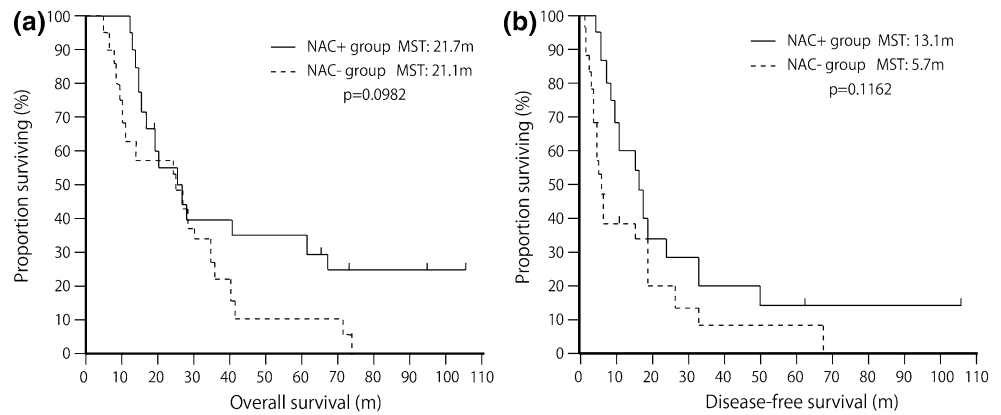 (a)
100
90
80
70
60
50
40
30
20
10
0
Proportion surviving (%)
NAC+ group MST: 21.7m
NAC- group MST: 21.1m
p=0.0982
0 10 20 30 40 50 60 70 80 90 100 110
Overall survival (m)
(b)
100
90
80
70
60
50
40
30
20
10
0
Proportion surviving (%)
NAC+ group MST: 13.1m
NAC- group MST: 5.7m
p=0.1162
0 10 20 30 40 50 60 70 80 90 100 110
Disease-free survival (m)